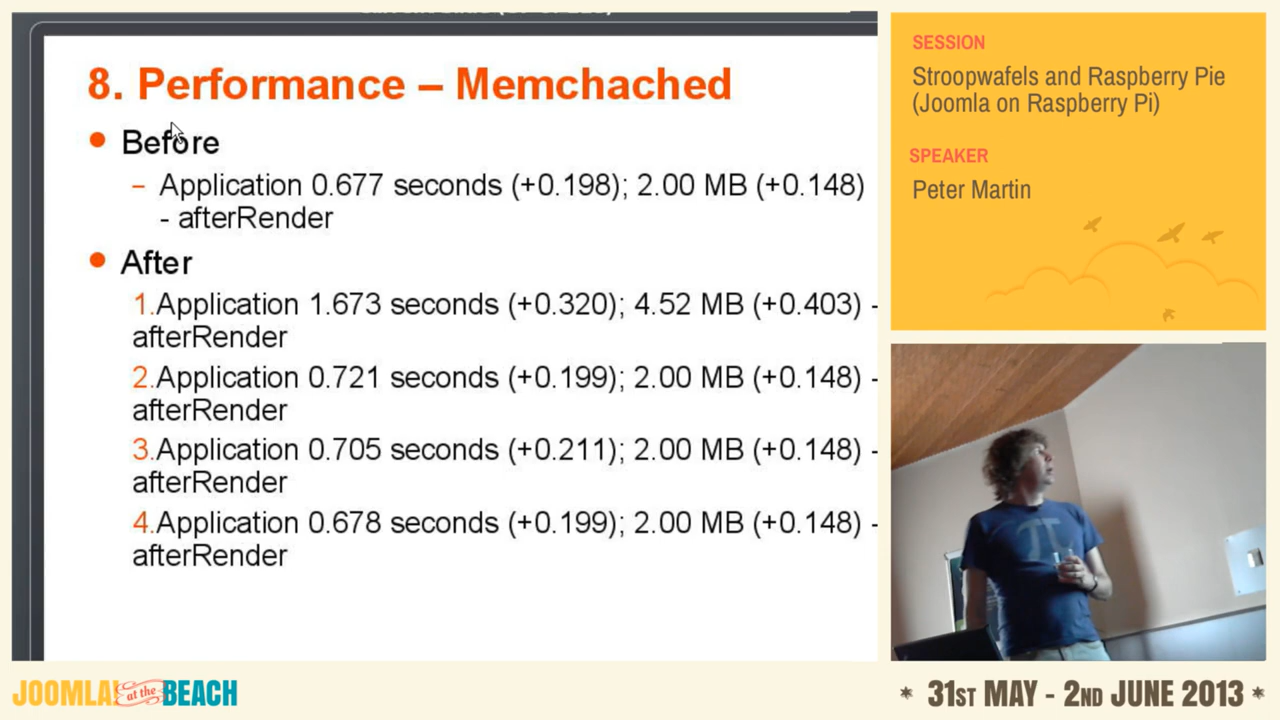 8. Performance – Memchached
Before
– Application 0.677 seconds (+0.198); 2.00 MB (+0.148)
- afterRender
After
1.Application 1.673 seconds (+0.320); 4.52 MB (+0.403) -
afterRender
2.Application 0.721 seconds (+0.199); 2.00 MB (+0.148) -
afterRender
3.Application 0.705 seconds (+0.211); 2.00 MB (+0.148) -
afterRender
4.Application 0.678 seconds (+0.199); 2.00 MB (+0.148) -
afterRender
SESSION
Stroopwafels and Raspberry Pie
(Joomla on Raspberry Pi)
SPEAKER
Peter Martin
π
JOOMLA! at the BEACH
* 31ST MAY - 2ND JUNE 2013 *